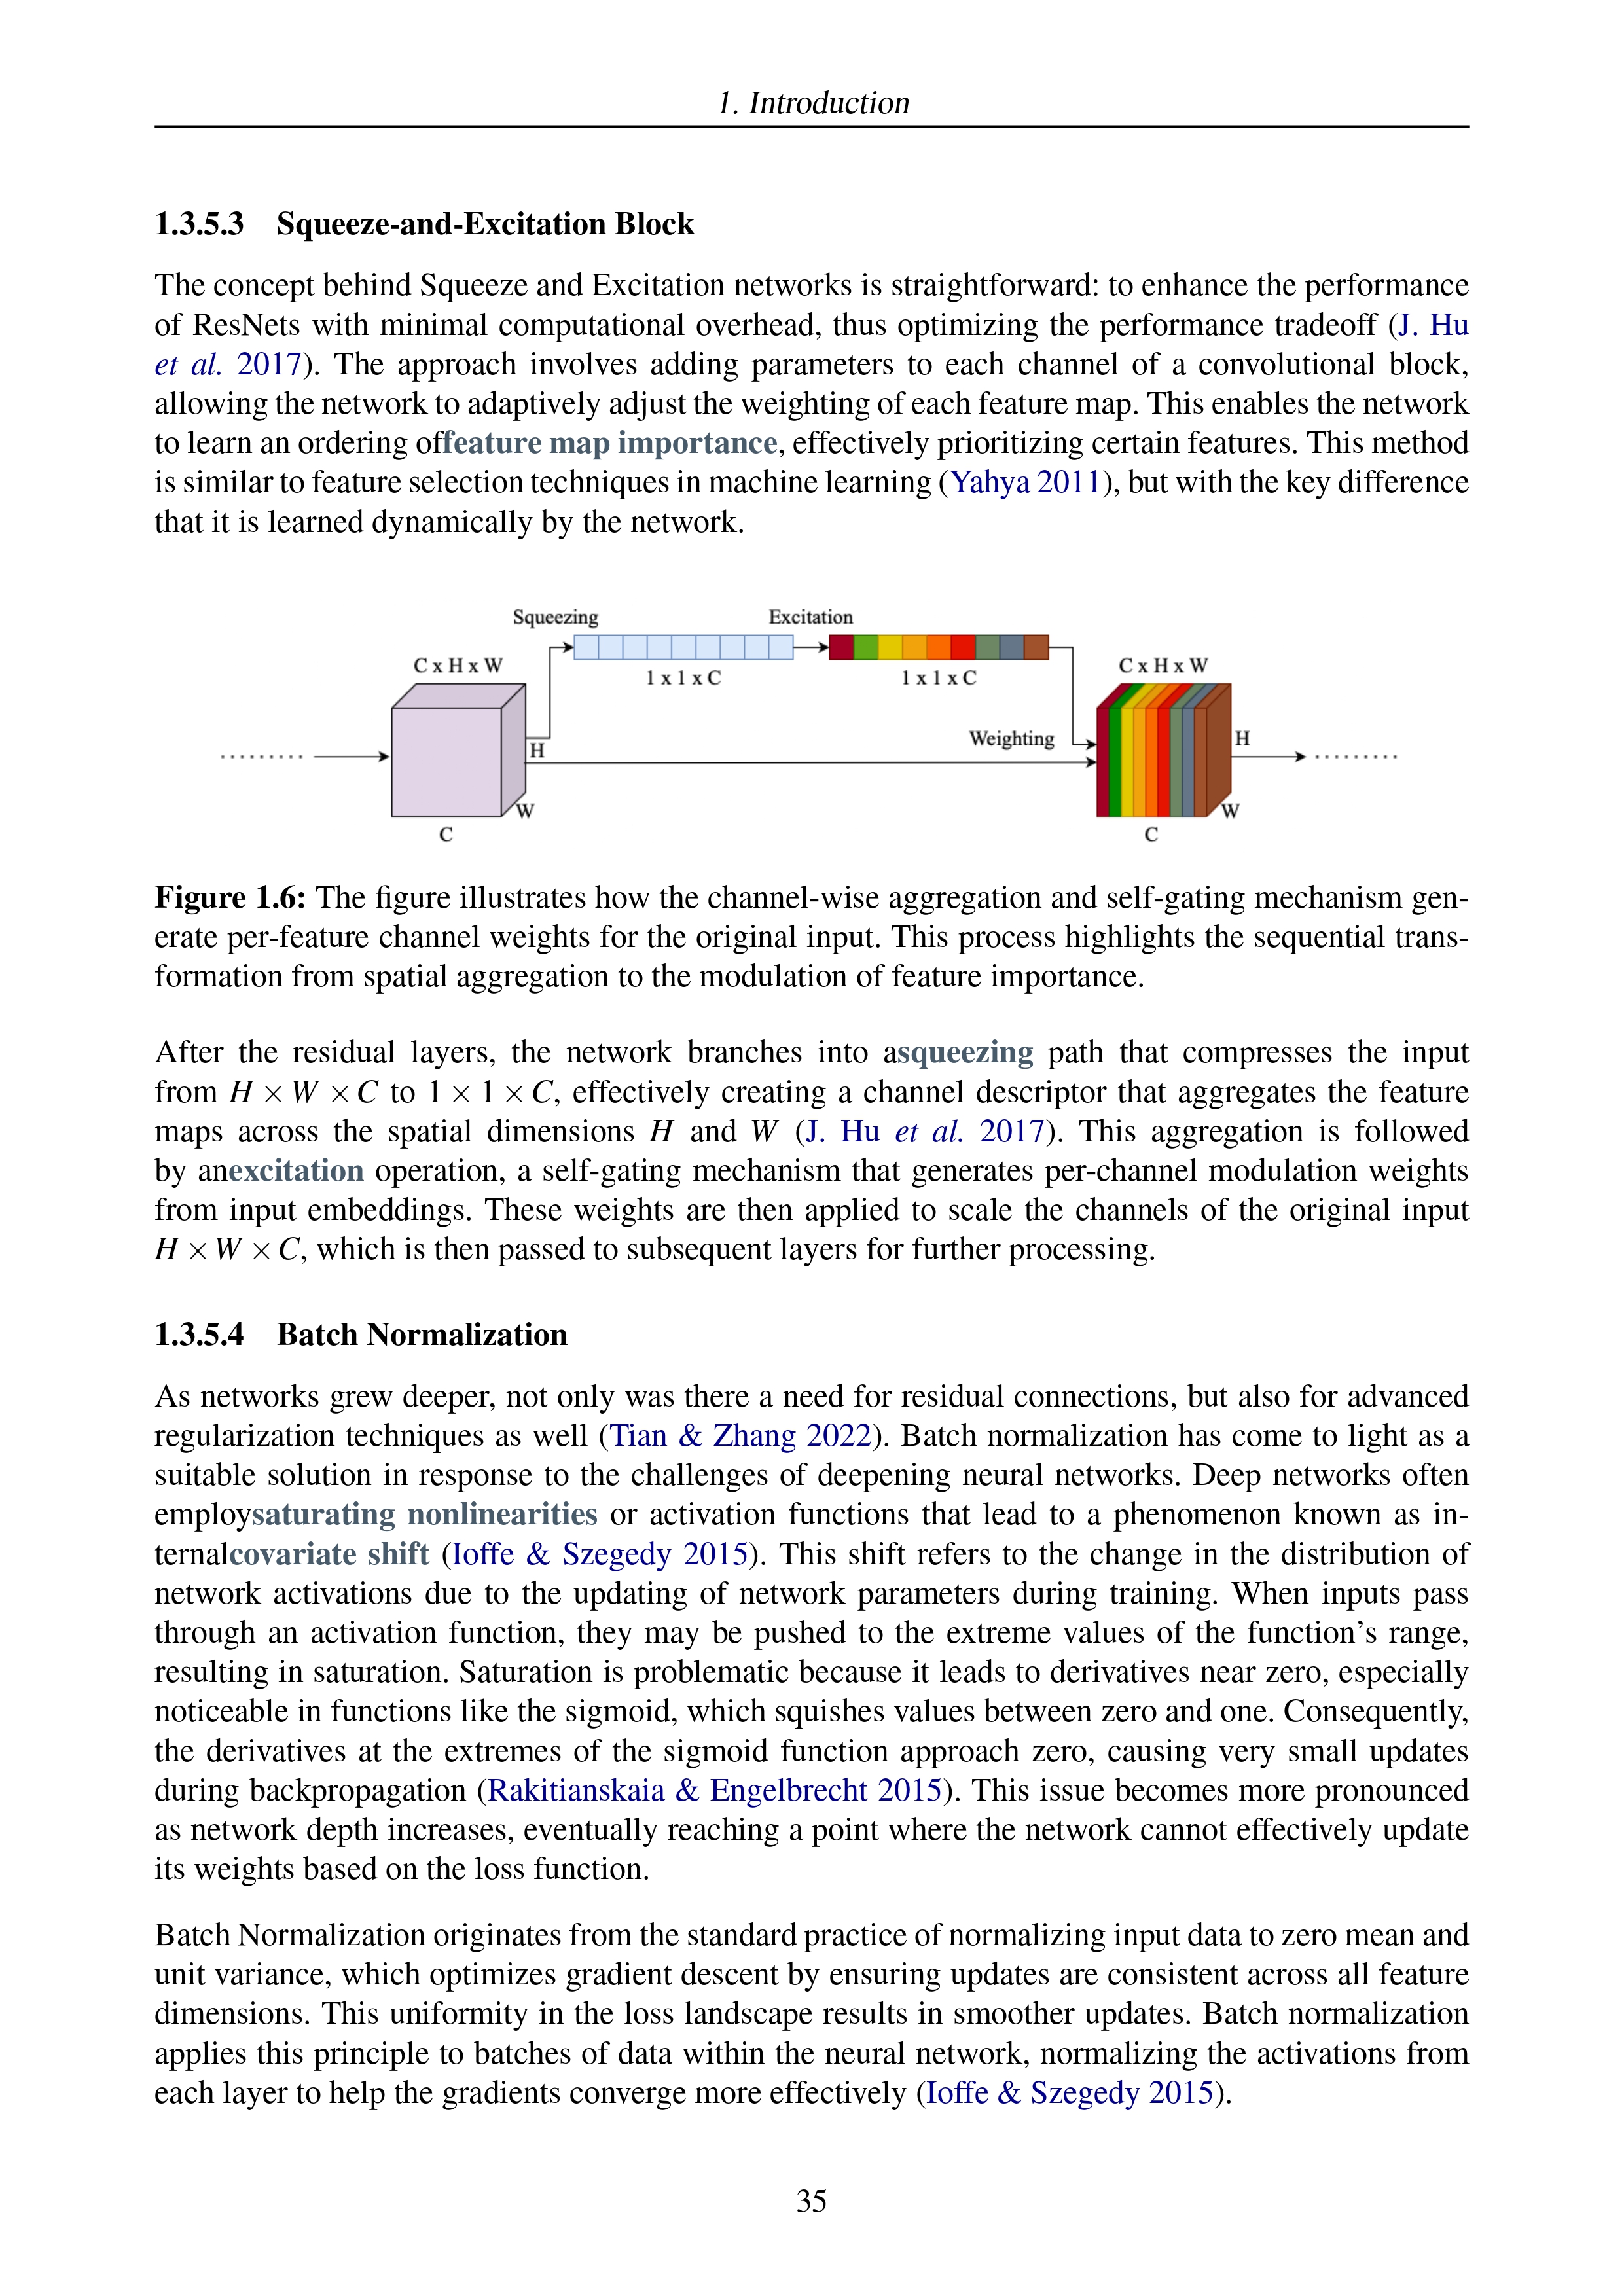 1. Introduction
1.3.5.3 Squeeze-and-Excitation Block
The concept behind Squeeze and Excitation networks is straightforward: to enhance the performance
of ResNets with minimal computational overhead, thus optimizing the performance tradeoff (J. Hu
et al. 2017). The approach involves adding parameters to each channel of a convolutional block,
allowing the network to adaptively adjust the weighting of each feature map. This enables the network
to learn an ordering offeature map importance, effectively prioritizing certain features. This method
is similar to feature selection techniques in machine learning (Yahya 2011), but with the key difference
that it is learned dynamically by the network.
Squeezing
Excitation
C x H x W
1 x 1 x C
1 x 1 x C
C x H x W
H
Weighting
H
W
W
C
C
Figure 1.6: The figure illustrates how the channel-wise aggregation and self-gating mechanism gen-
erate per-feature channel weights for the original input. This process highlights the sequential trans-
formation from spatial aggregation to the modulation of feature importance.
After the residual layers, the network branches into asqueezing path that compresses the input
from H × W × C to 1 × 1 × C, effectively creating a channel descriptor that aggregates the feature
maps across the spatial dimensions H and W (J. Hu et al. 2017). This aggregation is followed
by anexcitation operation, a self-gating mechanism that generates per-channel modulation weights
from input embeddings. These weights are then applied to scale the channels of the original input
H × W × C, which is then passed to subsequent layers for further processing.
1.3.5.4 Batch Normalization
As networks grew deeper, not only was there a need for residual connections, but also for advanced
regularization techniques as well (Tian & Zhang 2022). Batch normalization has come to light as a
suitable solution in response to the challenges of deepening neural networks. Deep networks often
employsaturating nonlinearities or activation functions that lead to a phenomenon known as in-
ternalcovariate shift (Ioffe & Szegedy 2015). This shift refers to the change in the distribution of
network activations due to the updating of network parameters during training. When inputs pass
through an activation function, they may be pushed to the extreme values of the function's range,
resulting in saturation. Saturation is problematic because it leads to derivatives near zero, especially
noticeable in functions like the sigmoid, which squishes values between zero and one. Consequently,
the derivatives at the extremes of the sigmoid function approach zero, causing very small updates
during backpropagation (Rakitianskaia & Engelbrecht 2015). This issue becomes more pronounced
as network depth increases, eventually reaching a point where the network cannot effectively update
its weights based on the loss function.
Batch Normalization originates from the standard practice of normalizing input data to zero mean and
unit variance, which optimizes gradient descent by ensuring updates are consistent across all feature
dimensions. This uniformity in the loss landscape results in smoother updates. Batch normalization
applies this principle to batches of data within the neural network, normalizing the activations from
each layer to help the gradients converge more effectively (Ioffe & Szegedy 2015).
35